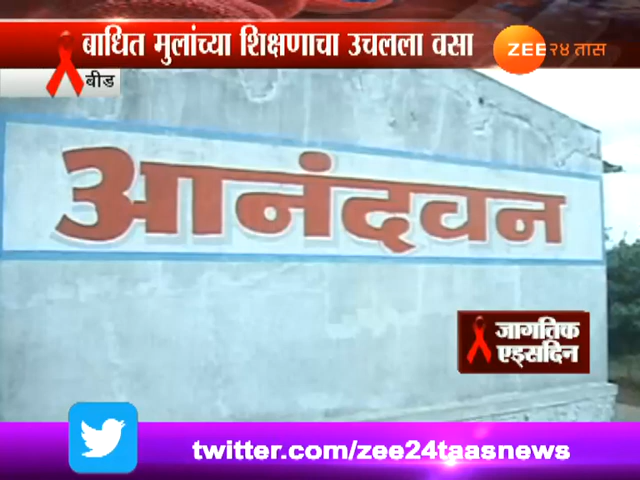 बाधित मुलांच्या शिक्षणाचा उचलला वसा
ZEE २४ तास
बीड
आनंदवन
जागतिक
एड्सदिन
twitter.com/zee24taasnews